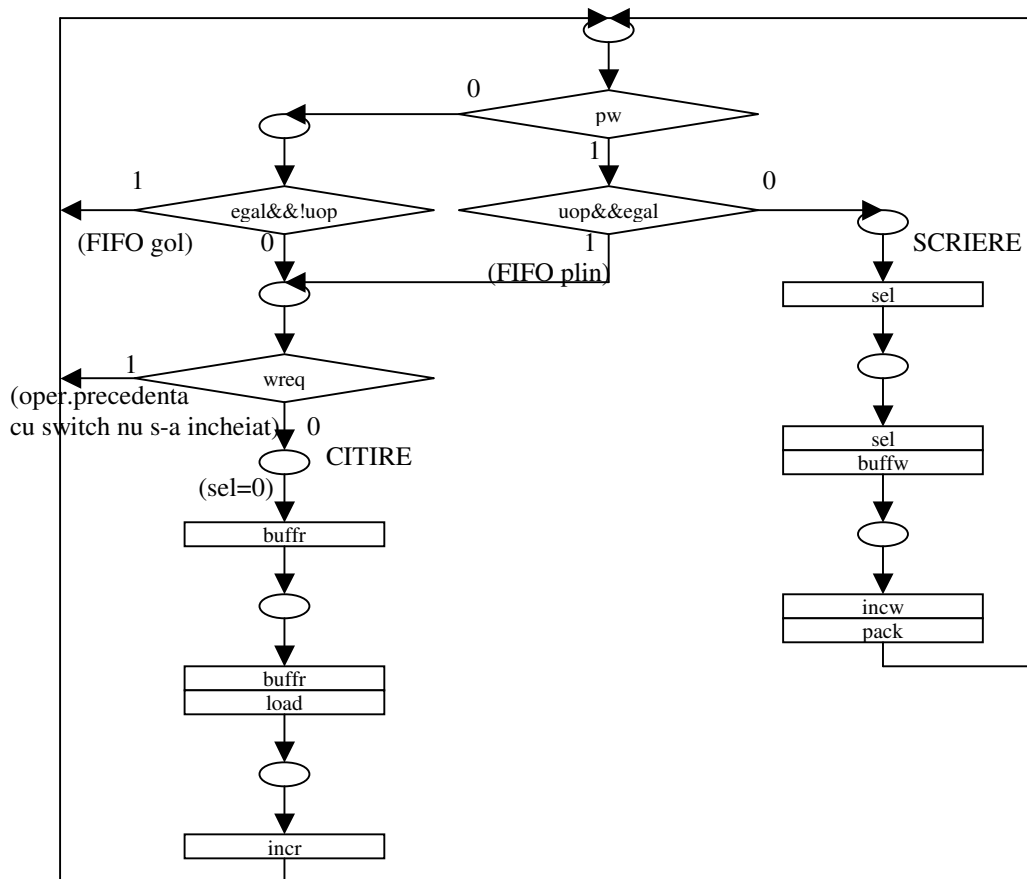 0
pw
1
1
0
egal&&!uop
uop&&egal
(FIFO gol)
0
1
SCRIERE
(FIFO plin)
sel
1
wreq
(oper.precedenta
cu switch nu s-a incheiat)
0
sel
buffw
CITIRE
(sel=0)
buffr
incw
pack
buffr
load
incr